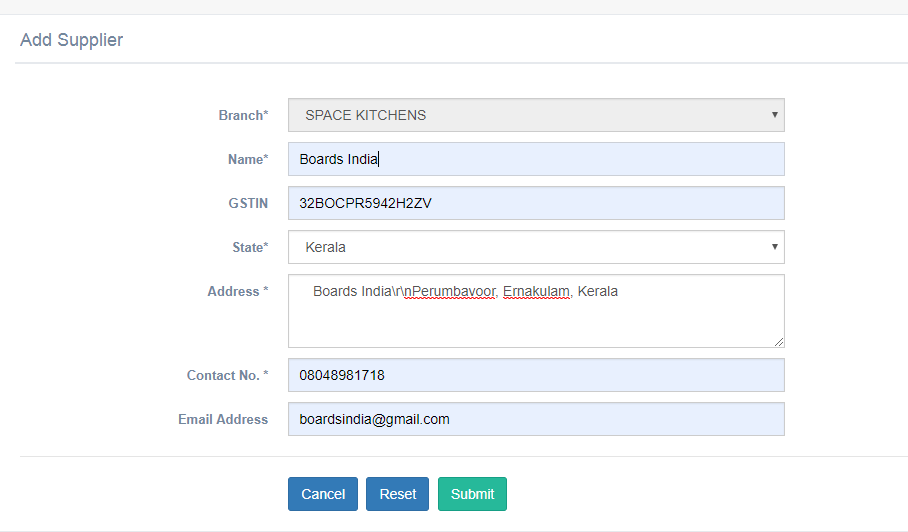 Add Supplier
Branch* SPACE KITCHENS
Name* Boards India
GSTIN 32BOCPR5942H2ZV
State* Kerala
Address * Boards India\r\nPerumbavoor, Ernakulam, Kerala
Contact No. * 08048981718
Email Address boardsindia@gmail.com
Cancel Reset Submit